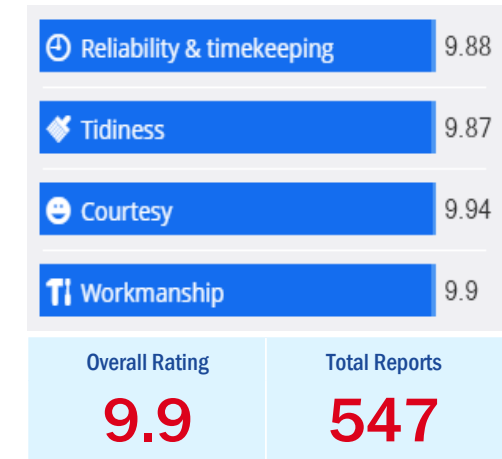 Reliability & timekeeping 9.88
Tidiness 9.87
Courtesy 9.94
Workmanship 9.9
Overall Rating Total Reports
9.9 547